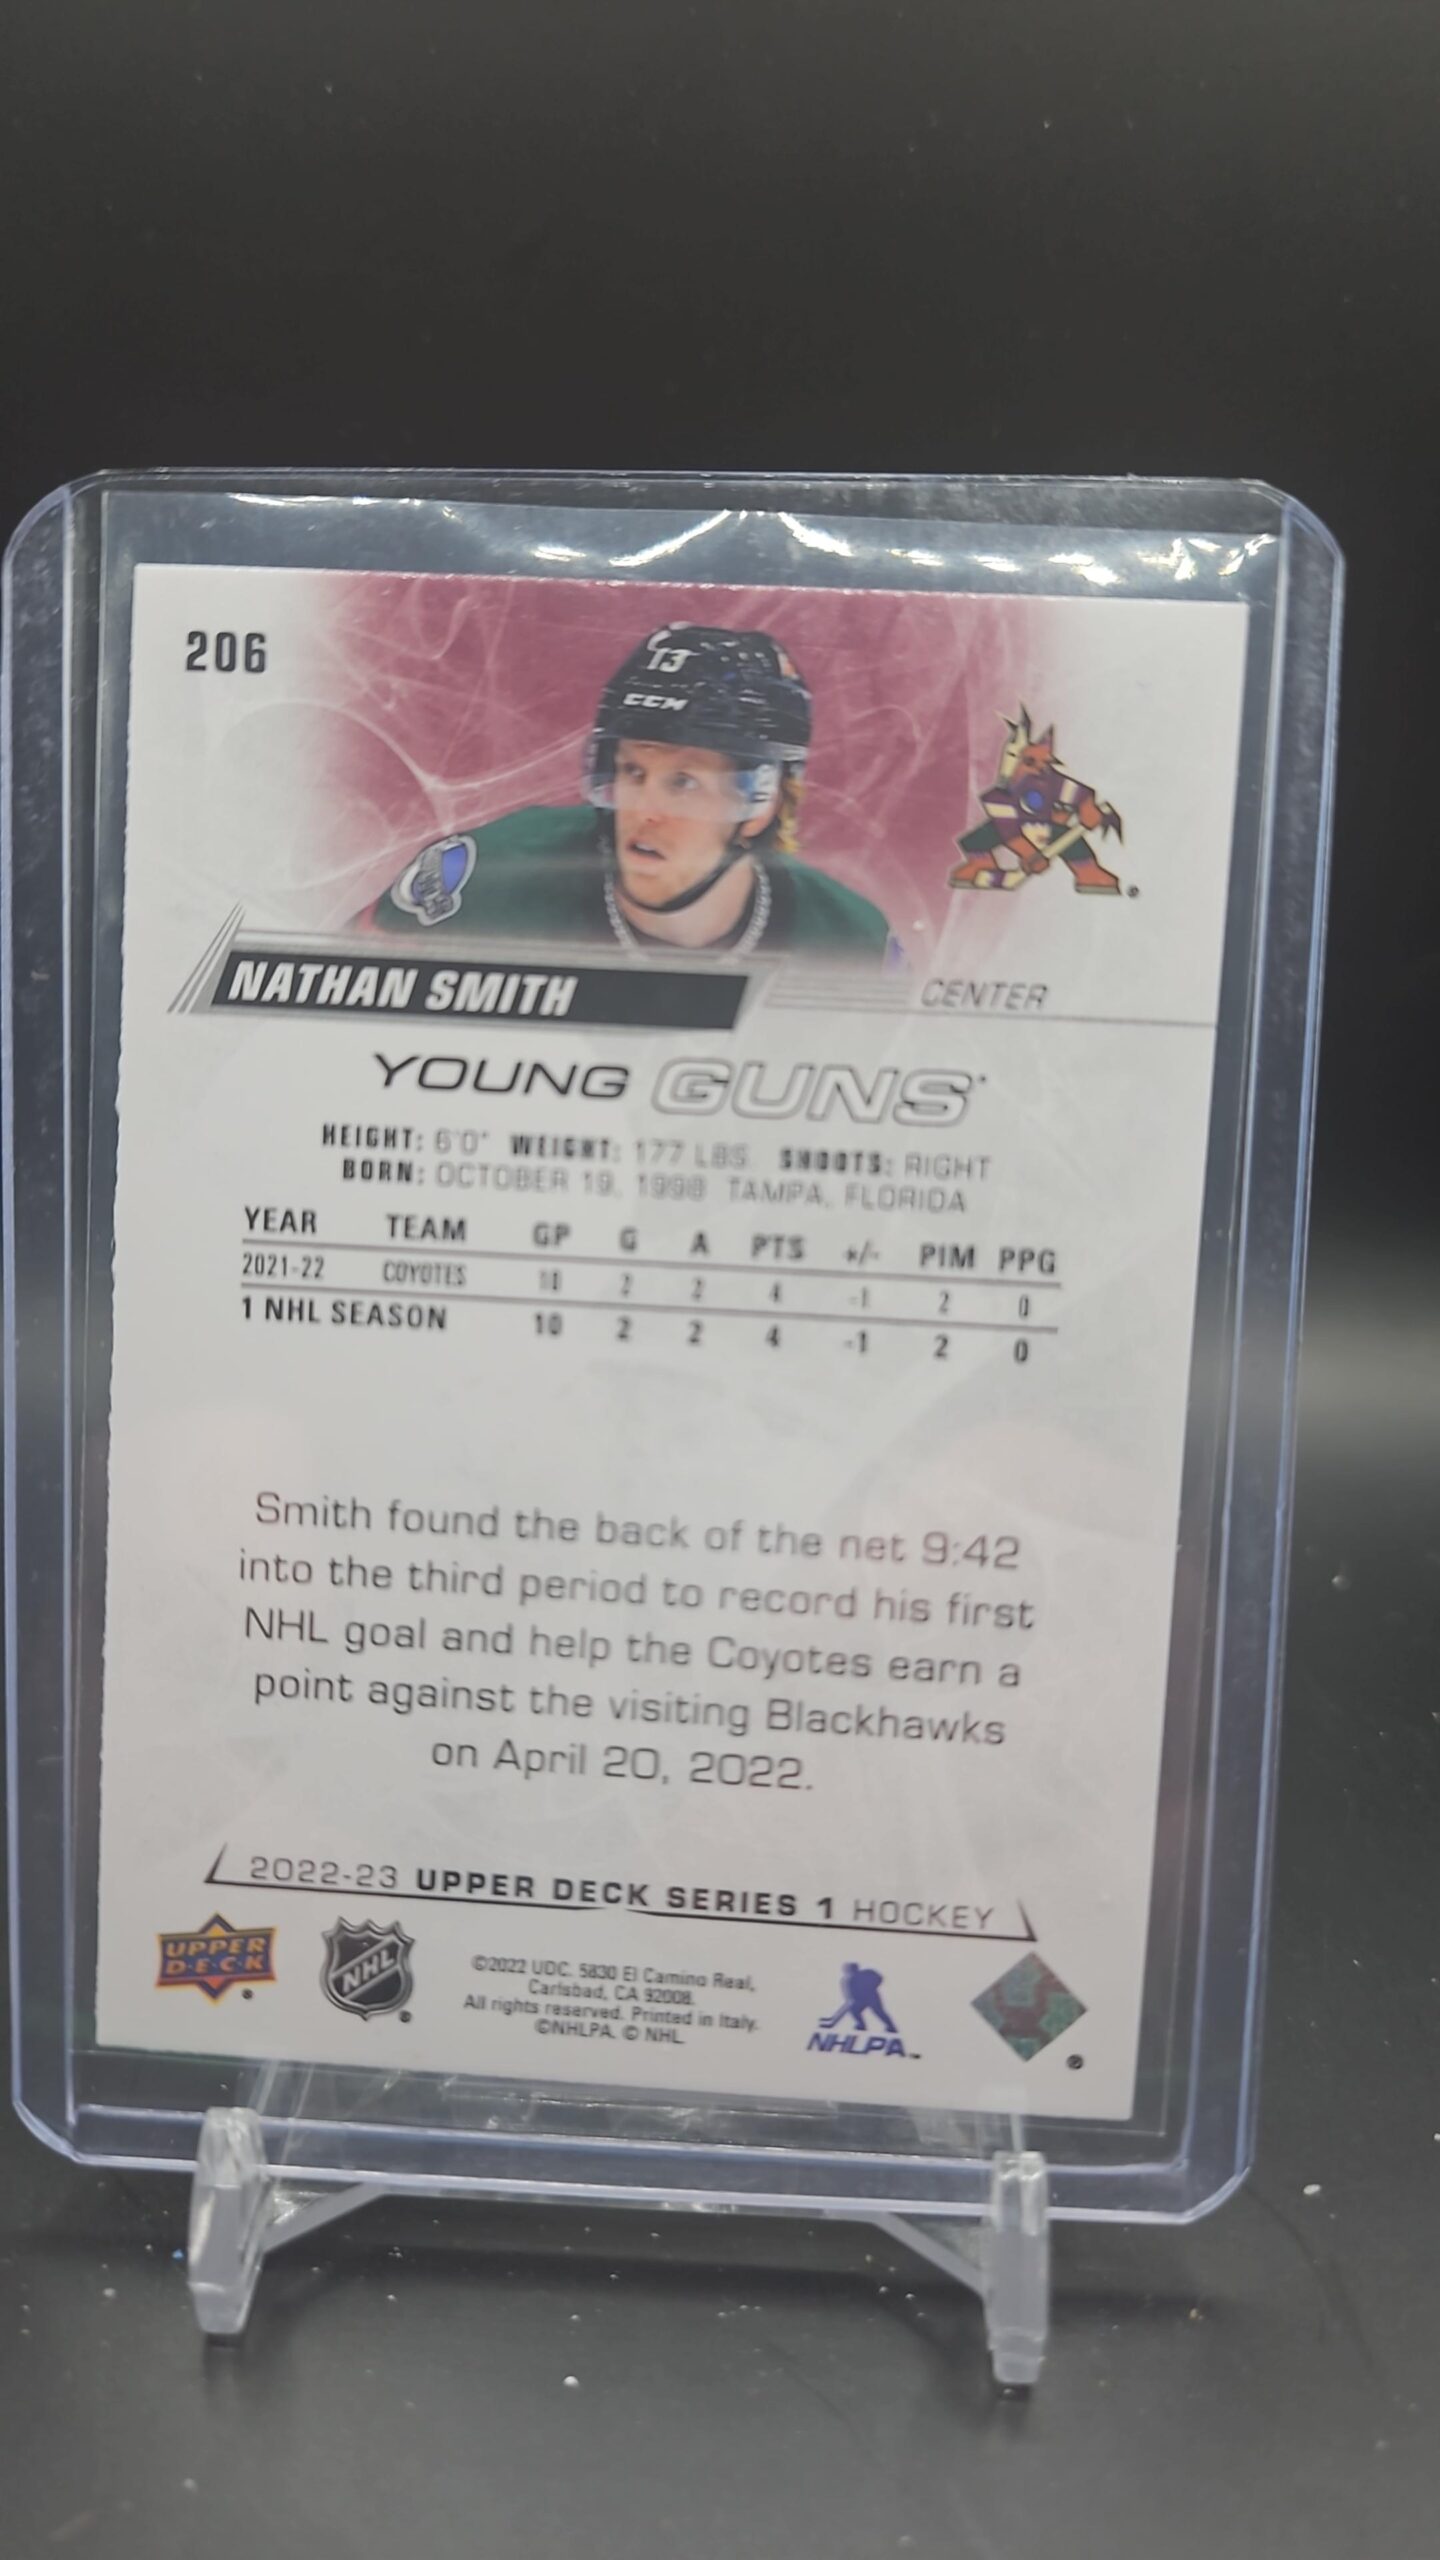 206
13
CCM
NATHAN SMITH
CENTER
YOUNG GUNS
HEIGHT: 6'0" WEIGHT: 177 LBS. SHOOTS: RIGHT
BORN: OCTOBER 19, 1998 TAMPA, FLORIDA
YEAR TEAM GP G A PTS +/- PIM PPG
2021-22 COYOTES 10 2 2 4 -1 2 0
1 NHL SEASON 10 2 2 4 -1 2 0
Smith found the back of the net 9:42
into the third period to record his first
NHL goal and help the Coyotes earn a
point against the visiting Blackhawks
on April 20, 2022.
2022-23 UPPER DECK SERIES 1 HOCKEY
UPPER
D·E·C·K
NHL
©2022 UDC. 5830 El Camino Real,
Carlsbad, CA 92008.
All rights reserved. Printed in Italy.
©NHLPA. © NHL
NHLPA